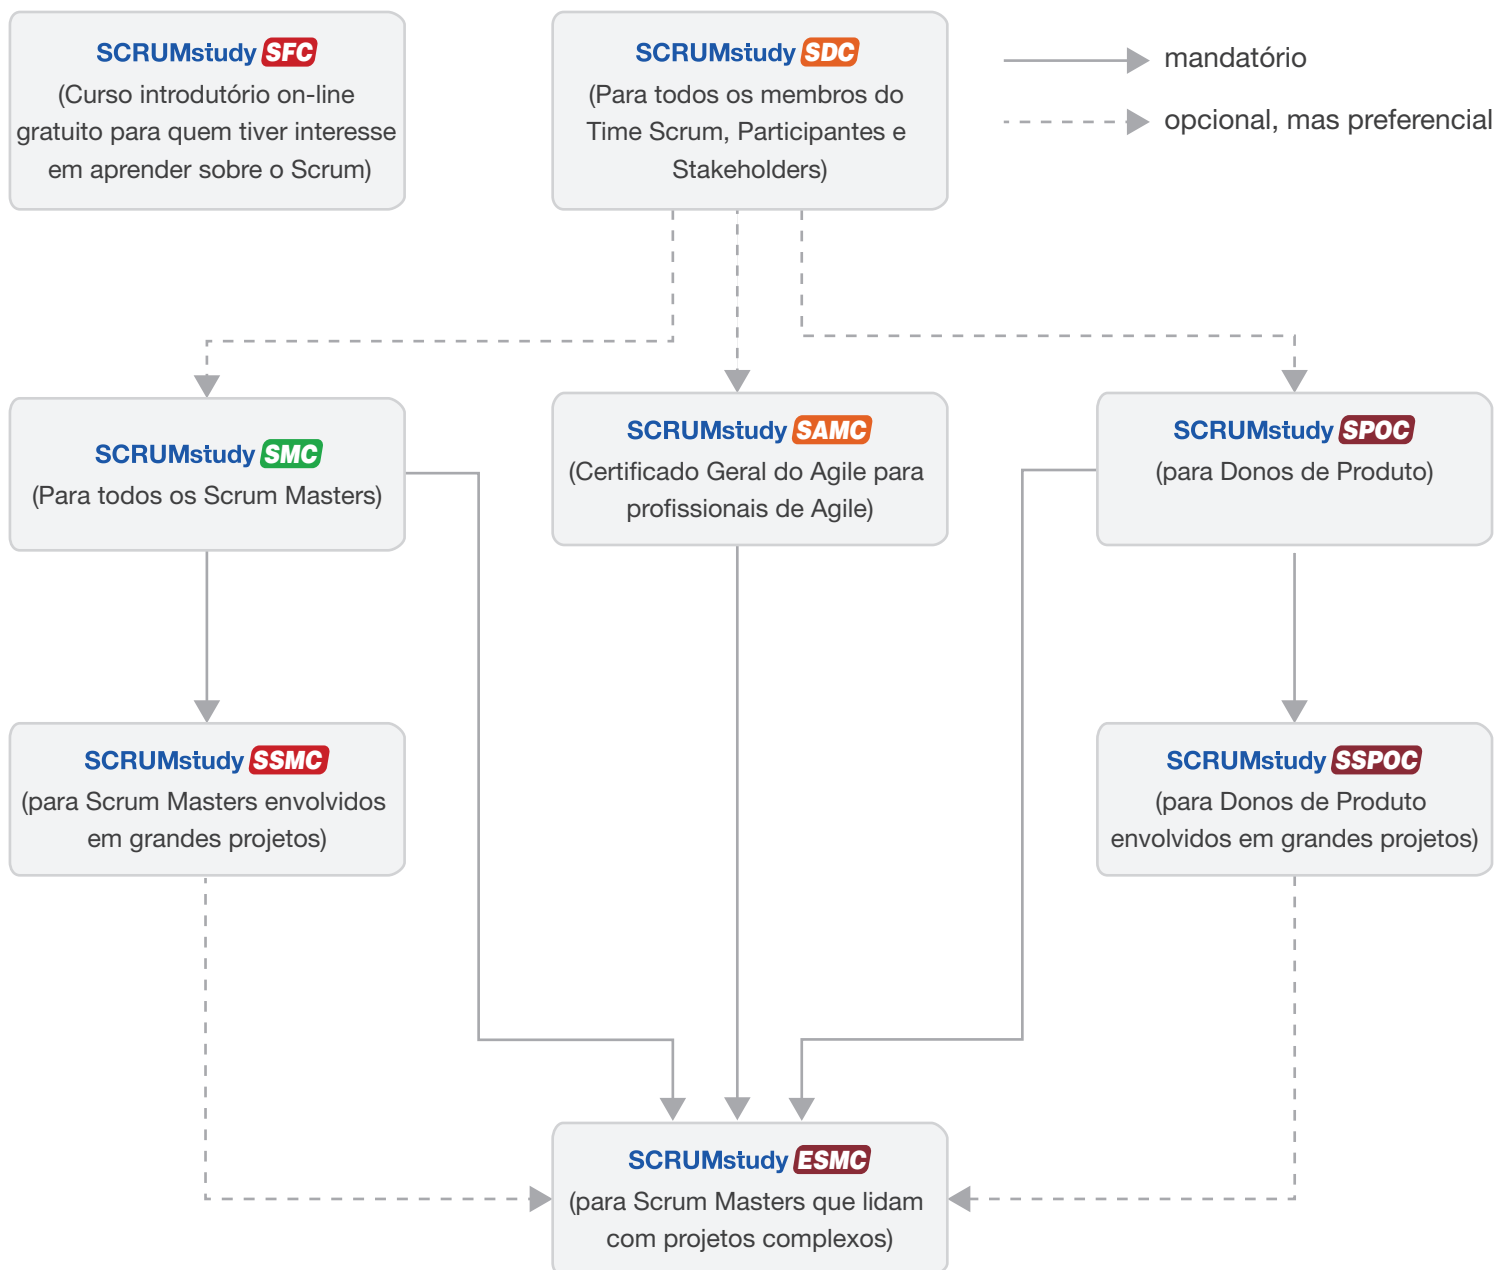 SCRUMstudy SFC
(Curso introdutório on-line
gratuito para quem tiver interesse
em aprender sobre o Scrum)
SCRUMstudy SDC
(Para todos os membros do
Time Scrum, Participantes e
Stakeholders)
mandatório
opcional, mas preferencial
SCRUMstudy SMC
(Para todos os Scrum Masters)
SCRUMstudy SAMC
(Certificado Geral do Agile para
profissionais de Agile)
SCRUMstudy SPOC
(para Donos de Produto)
SCRUMstudy SSMC
(para Scrum Masters envolvidos
em grandes projetos)
SCRUMstudy SSPOC
(para Donos de Produto
envolvidos em grandes projetos)
SCRUMstudy ESMC
(para Scrum Masters que lidam
com projetos complexos)